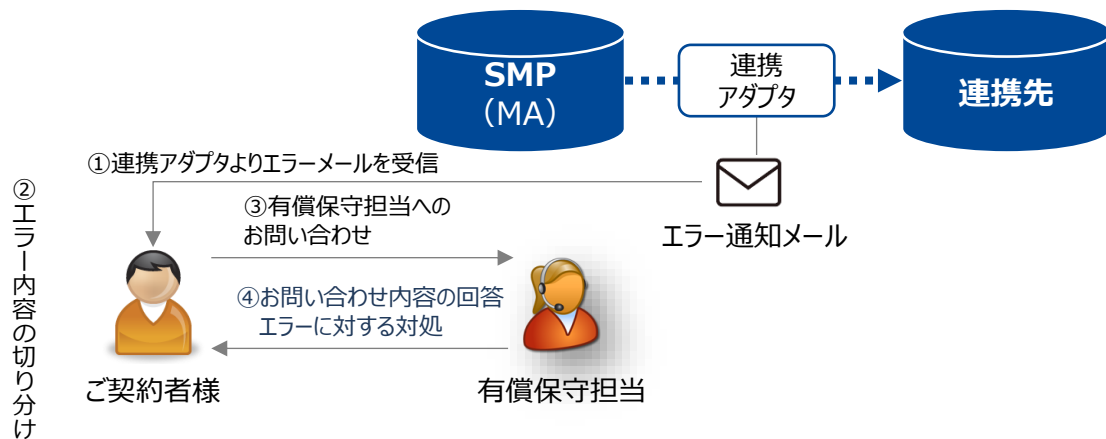 SMP
（MA）
連携
アダプタ
連携先
①連携アダプタよりエラーメールを受信
②エラー内容の切り分け
③有償保守担当への
お問い合わせ
エラー通知メール
④お問い合わせ内容の回答
エラーに対する対処
ご契約者様
有償保守担当